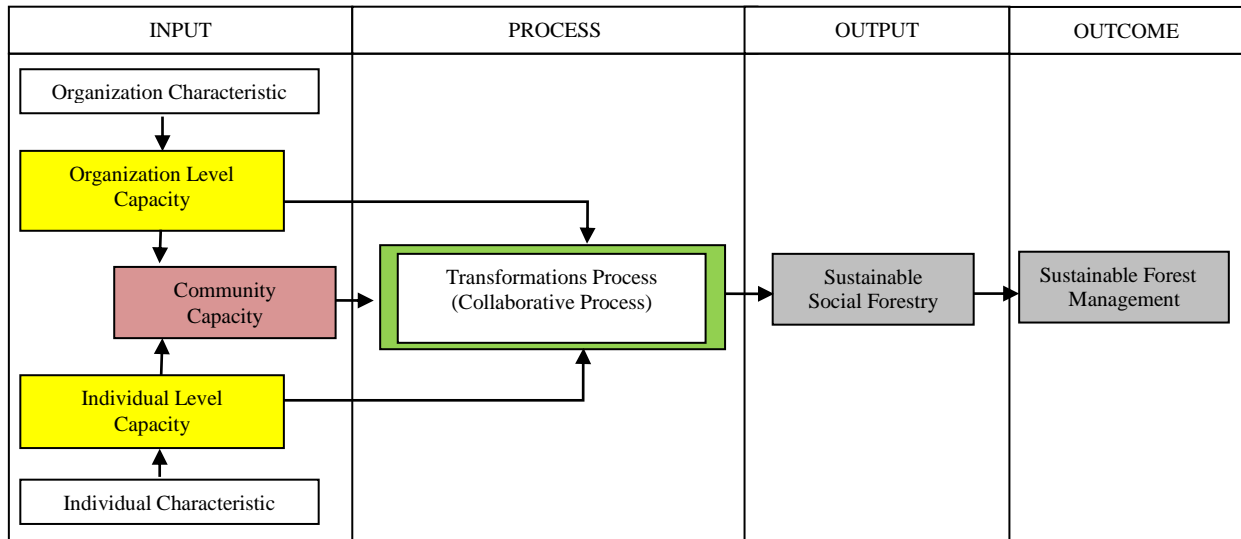 INPUT
PROCESS
OUTPUT
OUTCOME
Organization Characteristic
Organization Level
Capacity
Community
Capacity
Individual Level
Capacity
Individual Characteristic
Transformations Process
(Collaborative Process)
Sustainable
Social Forestry
Sustainable Forest
Management